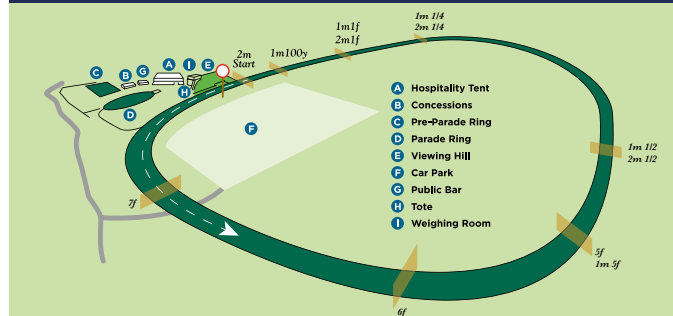 1m 1/4
2m 1/4
1m1f
2m1f
1m100y
2m
Start
A
I
E
G
B
C
H
D
F
A Hospitality Tent
B Concessions
C Pre-Parade Ring
D Parade Ring
E Viewing Hill
F Car Park
G Public Bar
H Tote
I Weighing Room
1m 1/2
2m 1/2
7f
5f
1m 5f
6f